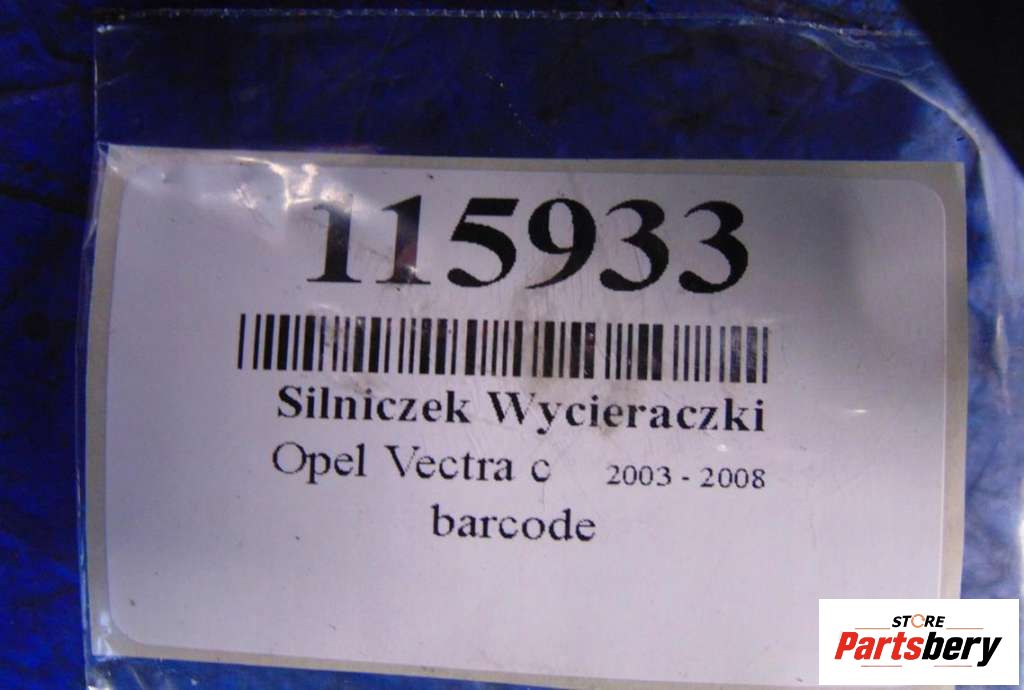 115933
Silniczek Wycieraczki
Opel Vectra c 2003 - 2008
barcode
STORE
Partsbery